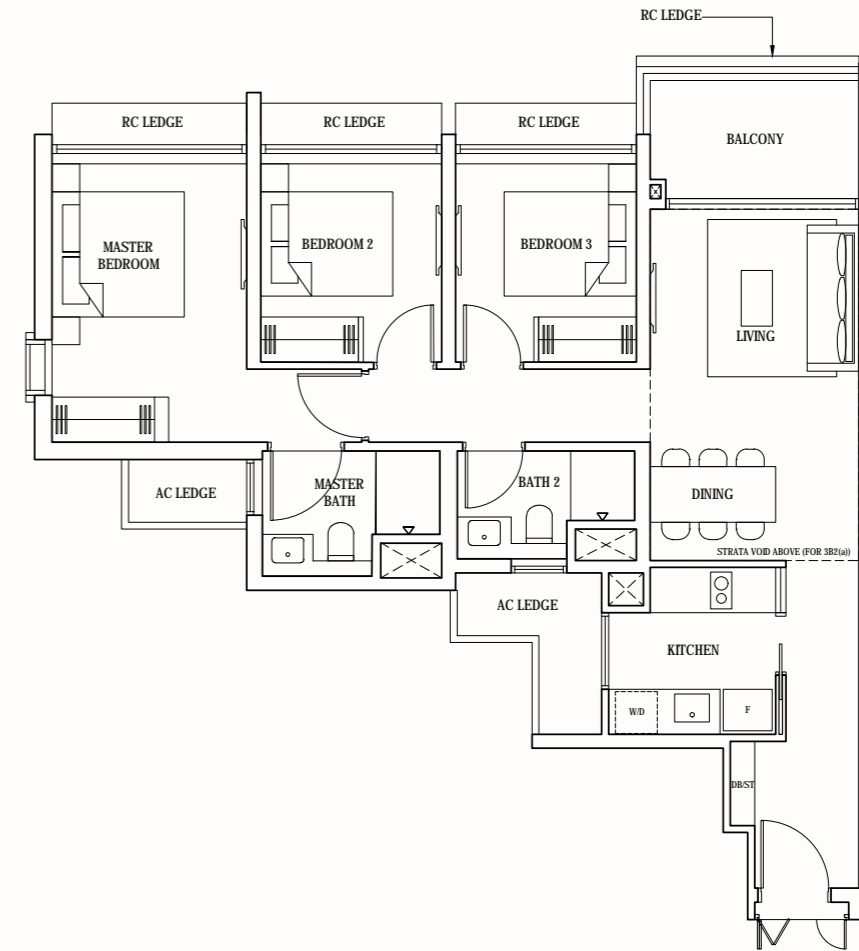 RC LEDGE
RC LEDGE
RC LEDGE
RC LEDGE
BALCONY
MASTER
BEDROOM
BEDROOM 2
BEDROOM 3
LIVING
AC LEDGE
MASTER
BATH
BATH 2
DINING
STRATA VOID ABOVE (FOR 3B2(a))
AC LEDGE
KITCHEN
W/D
F
DB/ST